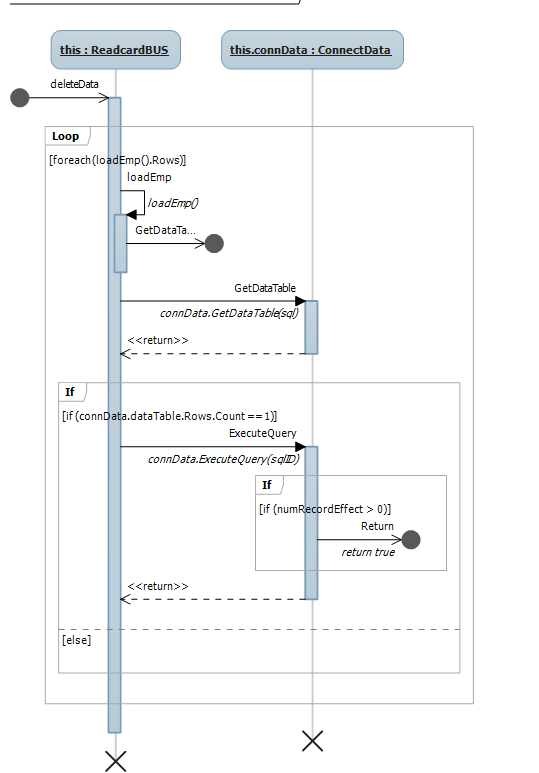 this : ReadcardBUS
this.connData : ConnectData
deleteData
Loop
[foreach(loadEmp().Rows)]
loadEmp
loadEmp()
GetDataTa...
GetDataTable
connData.GetDataTable(sql)
<<return>>
If
[if (connData.dataTable.Rows.Count ==1)]
ExecuteQuery
connData.ExecuteQuery(sqlID)
If
[if (numRecordEffect > 0)]
Return
return true
<<return>>
[else]